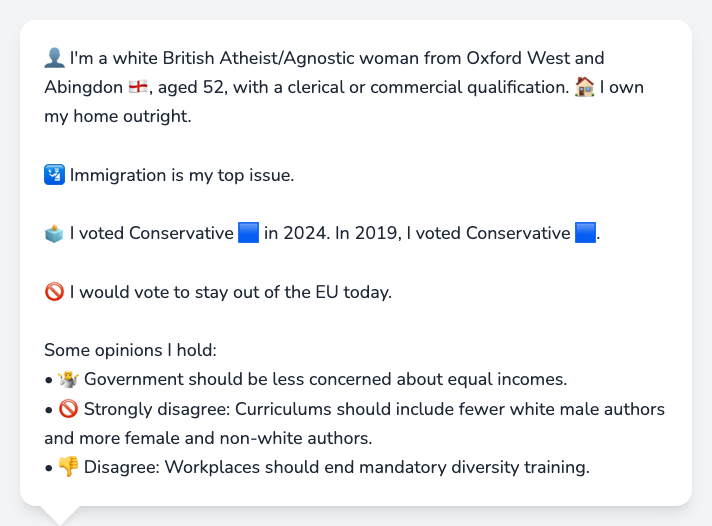 👤 I'm a white British Atheist/Agnostic woman from Oxford West and
Abingdon 🏴󠁧󠁢󠁥󠁮󠁧󠁿, aged 52, with a clerical or commercial qualification. 🏠 I own
my home outright.
🛂 Immigration is my top issue.
🗳️ I voted Conservative 🟦 in 2024. In 2019, I voted Conservative 🟦.
🚫 I would vote to stay out of the EU today.
Some opinions I hold:
• 🤷 Government should be less concerned about equal incomes.
• 🚫 Strongly disagree: Curriculums should include fewer white male authors
and more female and non-white authors.
• 👎 Disagree: Workplaces should end mandatory diversity training.